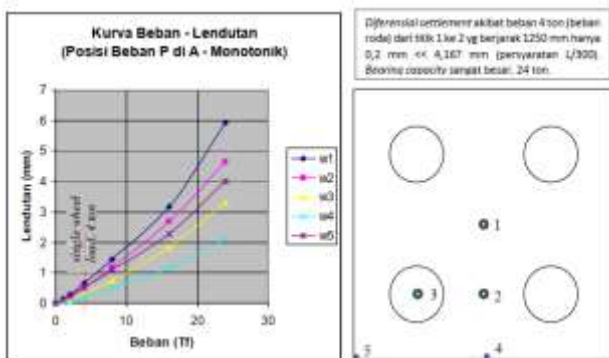 Kurva Beban - Lendutan
(Posisi Beban P di A - Monotonik)
Lendutan (mm)
7
6
5
4
3
2
1
0
single wheel
load, 4 ton
0
10
20
30
Beban (Tf)
w1
w2
w3
w4
w5
Diferensial settlement akibat beban 4 ton (beban
roda) dari titik 1 ke 2 yg berjarak 1250 mm hanya
0,2 mm << 4,167 mm (persyaratan L/300).
Bearing capacity sangat besar, 24 ton.
1
3
2
5
4